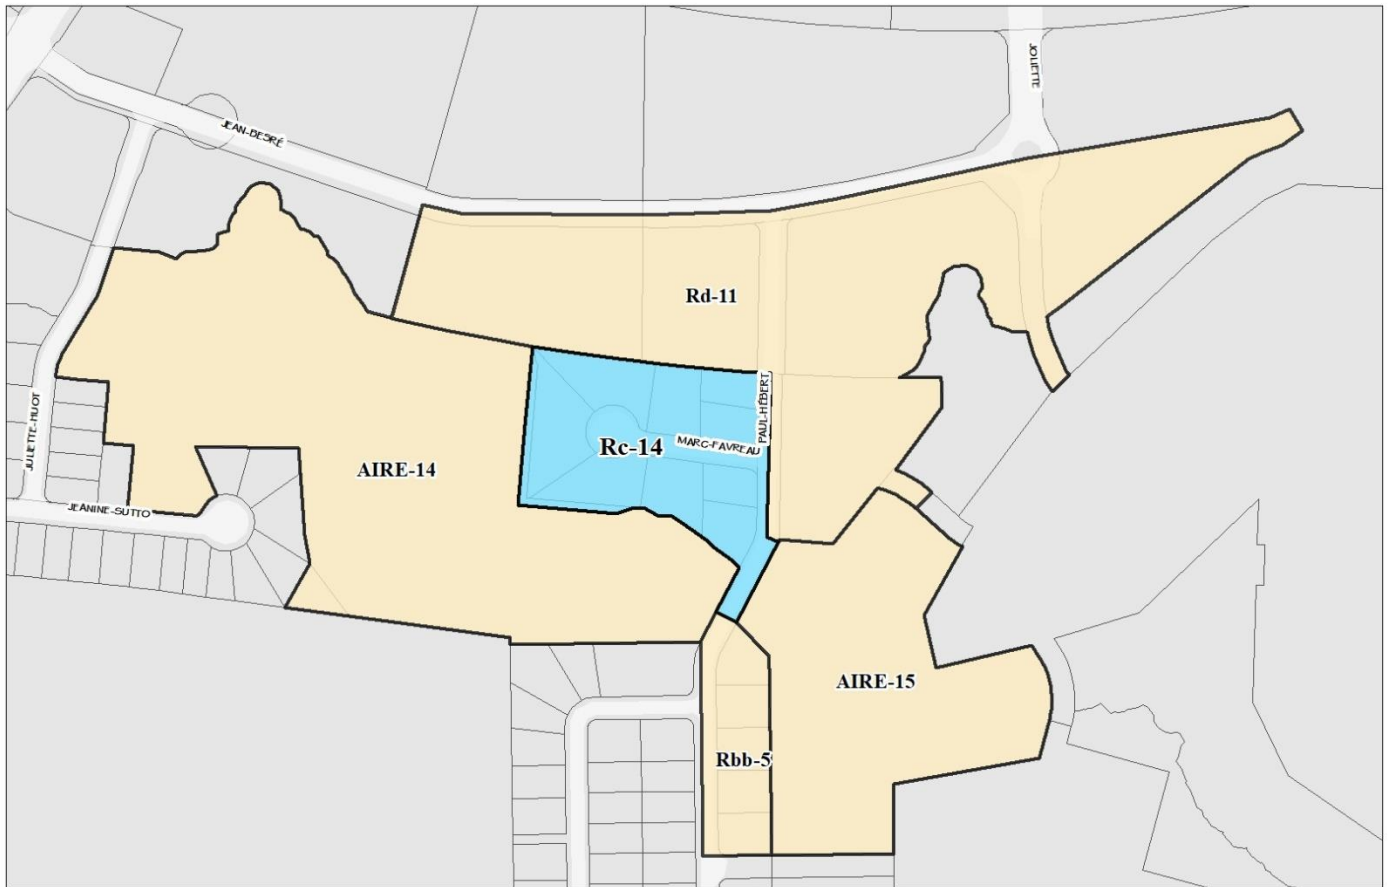 JOLIETTE
JEAN-BESRÉ
Rd-11
PAUL-HÉBERT
JULIETTE-HUOT
Rc-14
MARC-FAVREAU
AIRE-14
JEANINE-SUTTO
AIRE-15
Rbb-5